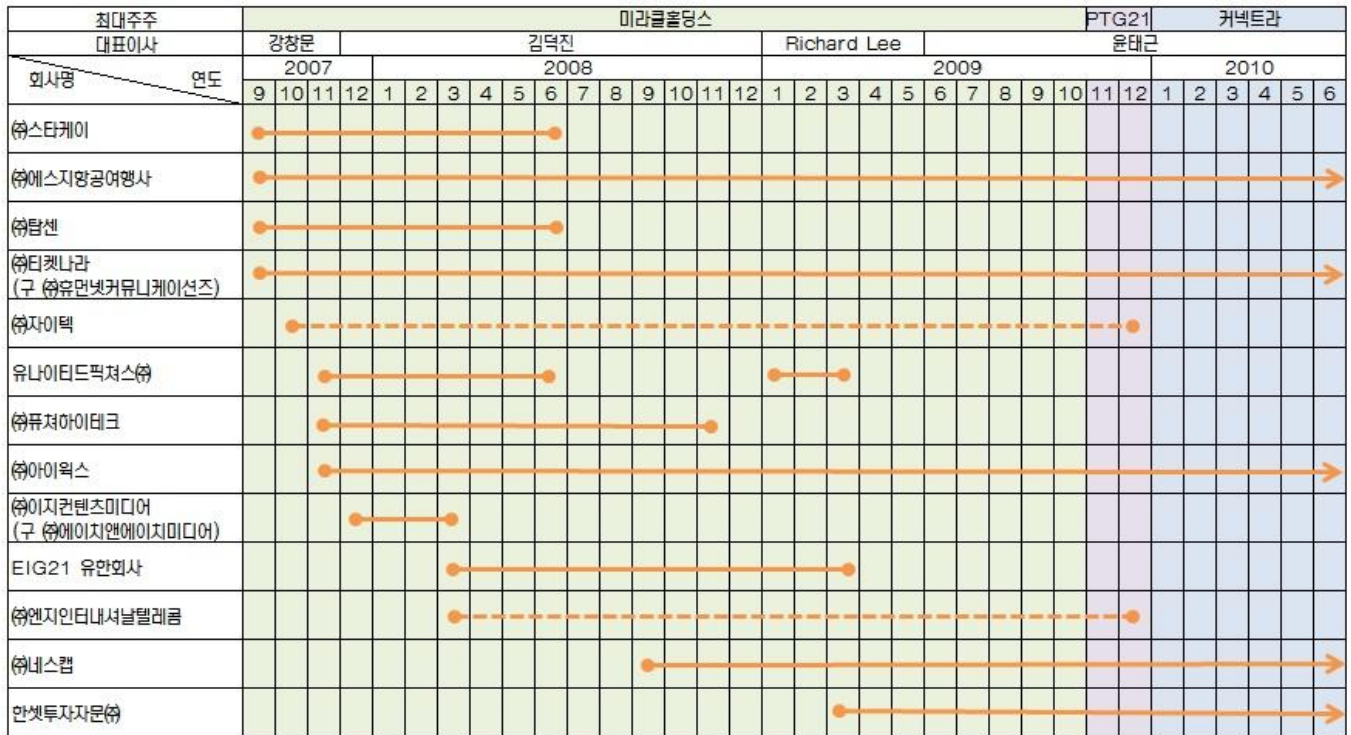 최대주주 미라클홀딩스 PTG21 커넥트라
대표이사 강창문 김덕진 Richard Lee 윤태근
연도 2007 2008 2009 2010
회사명 9 10 11 12 1 2 3 4 5 6 7 8 9 10 11 12 1 2 3 4 5 6 7 8 9 10 11 12 1 2 3 4 5 6
㈜스타케이
㈜에스지항공여행사
㈜탑센
㈜티켓나라
(구 ㈜휴먼넷커뮤니케이션즈)
㈜자이텍
유나이티드픽쳐스㈜
㈜퓨쳐하이테크
㈜아이웍스
㈜이지컨텐츠미디어
(구 ㈜에이치앤에이치미디어)
EIG21 유한회사
㈜엔지인터내셔날텔레콤
㈜네스캡
한셋투자자문㈜